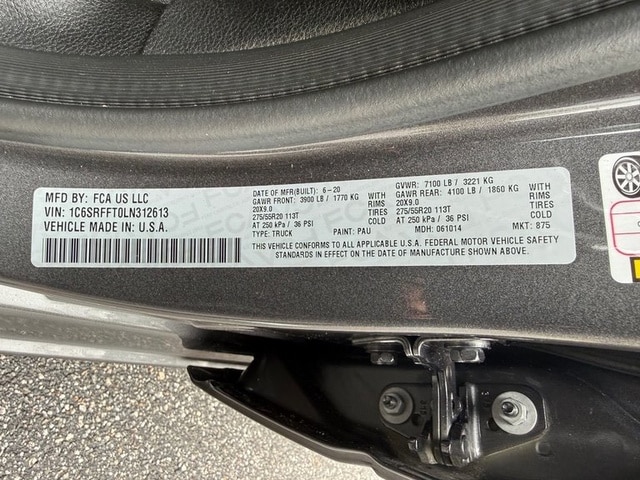 MFD BY: FCA US LLC
VIN: 1C6SRFFT0LN312613
VEHICLE MADE IN U.S.A.
DATE OF MFR(BUILT): 6-20
GAWR FRONT: 3900 LB / 1770 KG WITH
20X9.0 RIMS
275/55R20 113T TIRES
AT 250 kPa / 36 PSI COLD
TYPE: TRUCK PAINT: PAU
GVWR: 7100 LB / 3221 KG
GAWR REAR: 4100 LB / 1860 KG WITH
20X9.0 RIMS
275/55R20 113T TIRES
AT 250 kPa / 36 PSI COLD
MDH: 061014 MKT: 875
THIS VEHICLE CONFORMS TO ALL APPLICABLE U.S.A. FEDERAL MOTOR VEHICLE SAFETY
STANDARDS IN EFFECT ON THE DATE OF MANUFACTURE SHOWN ABOVE.